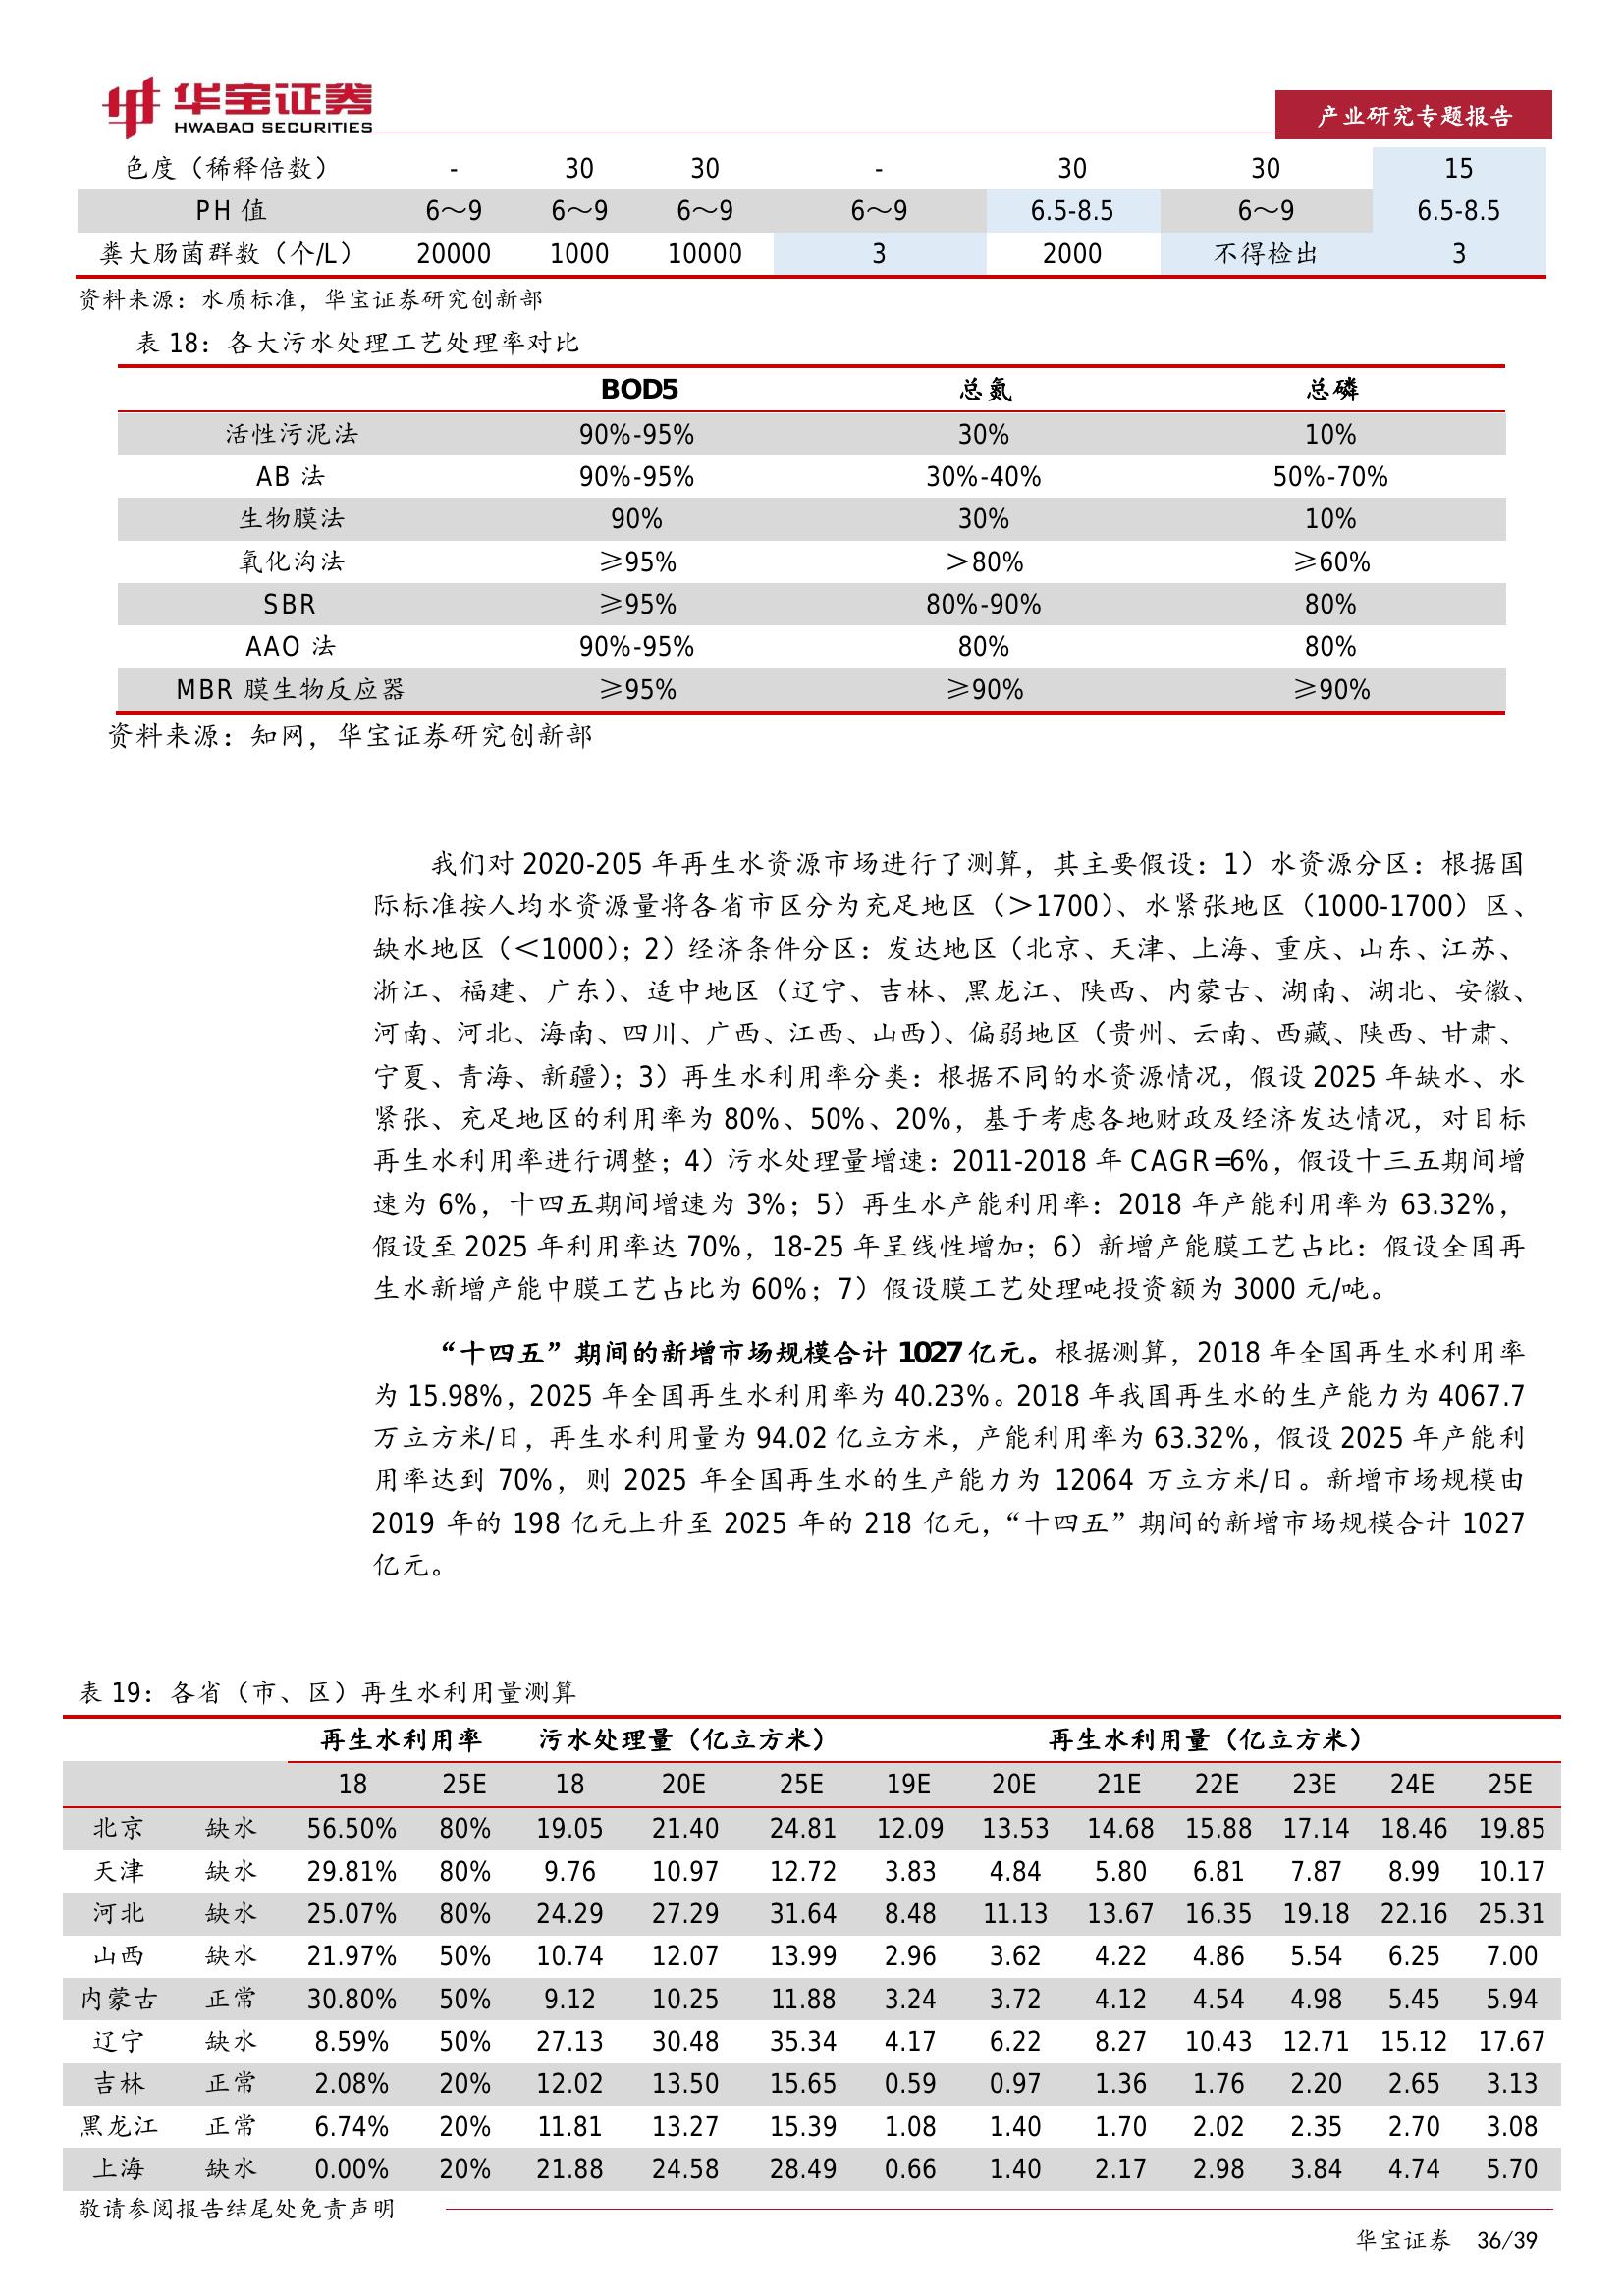 华宝证券
HWABAO SECURITIES
产业研究专题报告
色度（稀释倍数） - 30 30 - 30 30 15
PH 值 6～9 6～9 6～9 6～9 6.5-8.5 6～9 6.5-8.5
粪大肠菌群数（个/L） 20000 1000 10000 3 2000 不得检出 3
资料来源：水质标准，华宝证券研究创新部
表 18：各大污水处理工艺处理率对比
BOD5 总氮 总磷
活性污泥法 90%-95% 30% 10%
AB 法 90%-95% 30%-40% 50%-70%
生物膜法 90% 30% 10%
氧化沟法 ≥95% ＞80% ≥60%
SBR ≥95% 80%-90% 80%
AAO 法 90%-95% 80% 80%
MBR 膜生物反应器 ≥95% ≥90% ≥90%
资料来源：知网，华宝证券研究创新部
我们对 2020-205 年再生水资源市场进行了测算，其主要假设：1）水资源分区：根据国
际标准按人均水资源量将各省市区分为充足地区（＞1700）、水紧张地区（1000-1700）区、
缺水地区（＜1000）；2）经济条件分区：发达地区（北京、天津、上海、重庆、山东、江苏、
浙江、福建、广东）、适中地区（辽宁、吉林、黑龙江、陕西、内蒙古、湖南、湖北、安徽、
河南、河北、海南、四川、广西、江西、山西）、偏弱地区（贵州、云南、西藏、陕西、甘肃、
宁夏、青海、新疆）；3）再生水利用率分类：根据不同的水资源情况，假设 2025 年缺水、水
紧张、充足地区的利用率为 80%、50%、20%，基于考虑各地财政及经济发达情况，对目标
再生水利用率进行调整；4）污水处理量增速：2011-2018 年 CAGR=6%，假设十三五期间增
速为 6%，十四五期间增速为 3%；5）再生水产能利用率：2018 年产能利用率为 63.32%，
假设至 2025 年利用率达 70%，18-25 年呈线性增加；6）新增产能膜工艺占比：假设全国再
生水新增产能中膜工艺占比为 60%；7）假设膜工艺处理吨投资额为 3000 元/吨。
“十四五”期间的新增市场规模合计 1027 亿元。根据测算，2018 年全国再生水利用率
为 15.98%，2025 年全国再生水利用率为 40.23%。2018 年我国再生水的生产能力为 4067.7
万立方米/日，再生水利用量为 94.02 亿立方米，产能利用率为 63.32%，假设 2025 年产能利
用率达到 70%，则 2025 年全国再生水的生产能力为 12064 万立方米/日。新增市场规模由
2019 年的 198 亿元上升至 2025 年的 218 亿元，“十四五”期间的新增市场规模合计 1027
亿元。
表 19：各省（市、区）再生水利用量测算
再生水利用率 污水处理量（亿立方米） 再生水利用量（亿立方米）
18 25E 18 20E 25E 19E 20E 21E 22E 23E 24E 25E
北京 缺水 56.50% 80% 19.05 21.40 24.81 12.09 13.53 14.68 15.88 17.14 18.46 19.85
天津 缺水 29.81% 80% 9.76 10.97 12.72 3.83 4.84 5.80 6.81 7.87 8.99 10.17
河北 缺水 25.07% 80% 24.29 27.29 31.64 8.48 11.13 13.67 16.35 19.18 22.16 25.31
山西 缺水 21.97% 50% 10.74 12.07 13.99 2.96 3.62 4.22 4.86 5.54 6.25 7.00
内蒙古 正常 30.80% 50% 9.12 10.25 11.88 3.24 3.72 4.12 4.54 4.98 5.45 5.94
辽宁 缺水 8.59% 50% 27.13 30.48 35.34 4.17 6.22 8.27 10.43 12.71 15.12 17.67
吉林 正常 2.08% 20% 12.02 13.50 15.65 0.59 0.97 1.36 1.76 2.20 2.65 3.13
黑龙江 正常 6.74% 20% 11.81 13.27 15.39 1.08 1.40 1.70 2.02 2.35 2.70 3.08
上海 缺水 0.00% 20% 21.88 24.58 28.49 0.66 1.40 2.17 2.98 3.84 4.74 5.70
敬请参阅报告结尾处免责声明
华宝证券 36/39